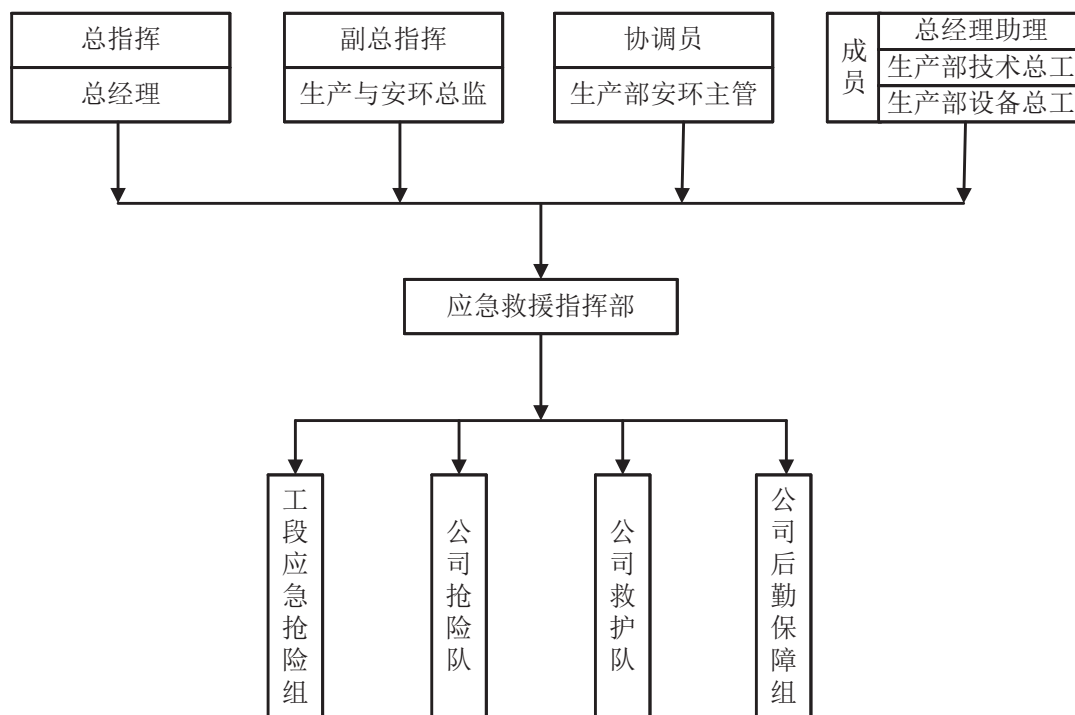 总指挥
总经理
副总指挥
生产与安环总监
协调员
生产部安环主管
成员
总经理助理
生产部技术总工
生产部设备总工
应急救援指挥部
工段应急抢险组
公司抢险队
公司救护队
公司后勤保障组